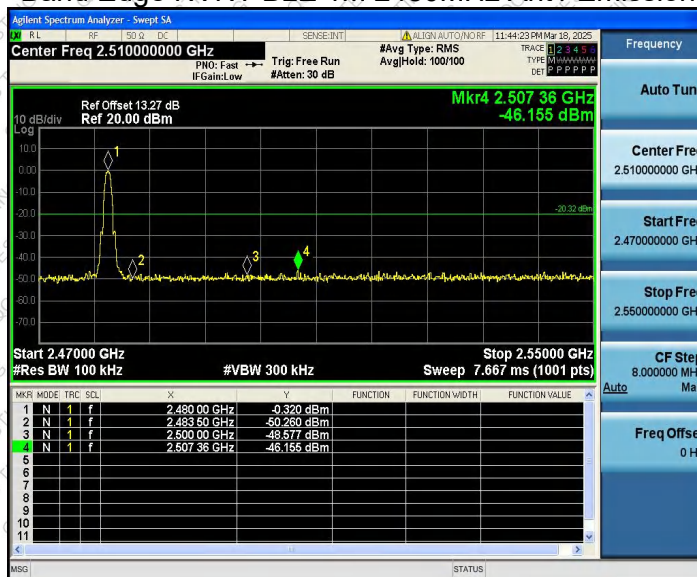 Agilent Spectrum Analyzer - Swept SA
RL RF 50 Ω DC SENSE:INT ALIGN AUTO/NO RF 11:44:23 PM Mar 18, 2025
Center Freq 2.510000000 GHz
PNO: Fast
IFGain:Low
Trig: Free Run
#Atten: 30 dB
#Avg Type: RMS
Avg|Hold: 100/100
TRACE 1 2 3 4 5 6
TYPE M
DET P P P P P P
Frequency
Auto Tun
Center Fre
2.510000000 GH
Start Fre
2.470000000 GH
Stop Fre
2.550000000 GH
CF Step
8.000000 MH
Auto Ma
Freq Offse
0 H
Mkr4 2.507 36 GHz
-46.155 dBm
Ref Offset 13.27 dB
Ref 20.00 dBm
10 dB/div
Log
10.0
0.00
-10.0
-20.0
-30.0
-40.0
-50.0
-60.0
-70.0
1
2
3
4
-20.32 dBm
Start 2.47000 GHz Stop 2.55000 GHz
#Res BW 100 kHz #VBW 300 kHz Sweep 7.667 ms (1001 pts)
MKR MODE TRC SCL X Y FUNCTION FUNCTION WIDTH FUNCTION VALUE
1 N 1 f 2.480 00 GHz -0.320 dBm
2 N 1 f 2.483 50 GHz -50.260 dBm
3 N 1 f 2.500 00 GHz -48.577 dBm
4 N 1 f 2.507 36 GHz -46.155 dBm
5
6
7
8
9
10
11
MSG STATUS